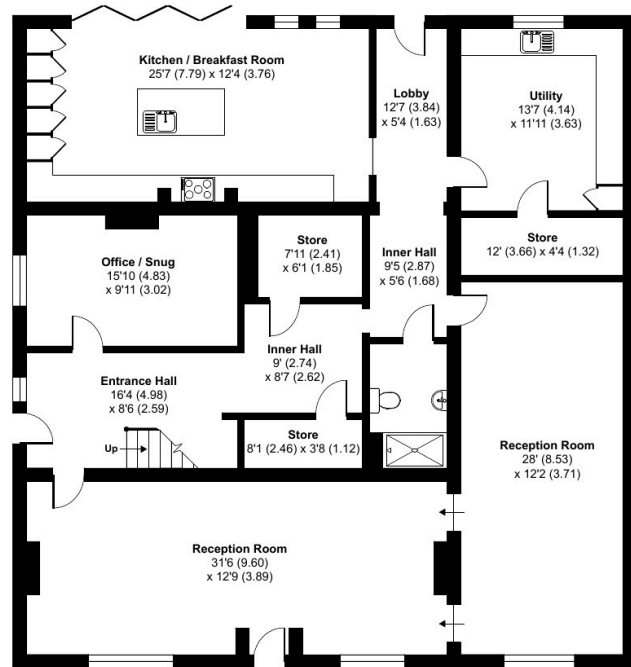 Kitchen / Breakfast Room
25'7 (7.79) x 12'4 (3.76)
Lobby
12'7 (3.84)
x 5'4 (1.63)
Utility
13'7 (4.14)
x 11'11 (3.63)
Office / Snug
15'10 (4.83)
x 9'11 (3.02)
Store
7'11 (2.41)
x 6'1 (1.85)
Inner Hall
9'5 (2.87)
x 5'6 (1.68)
Store
12' (3.66) x 4'4 (1.32)
Inner Hall
9' (2.74)
x 8'7 (2.62)
Entrance Hall
16'4 (4.98)
x 8'6 (2.59)
Up
Store
8'1 (2.46) x 3'8 (1.12)
Reception Room
28' (8.53)
x 12'2 (3.71)
Reception Room
31'6 (9.60)
x 12'9 (3.89)